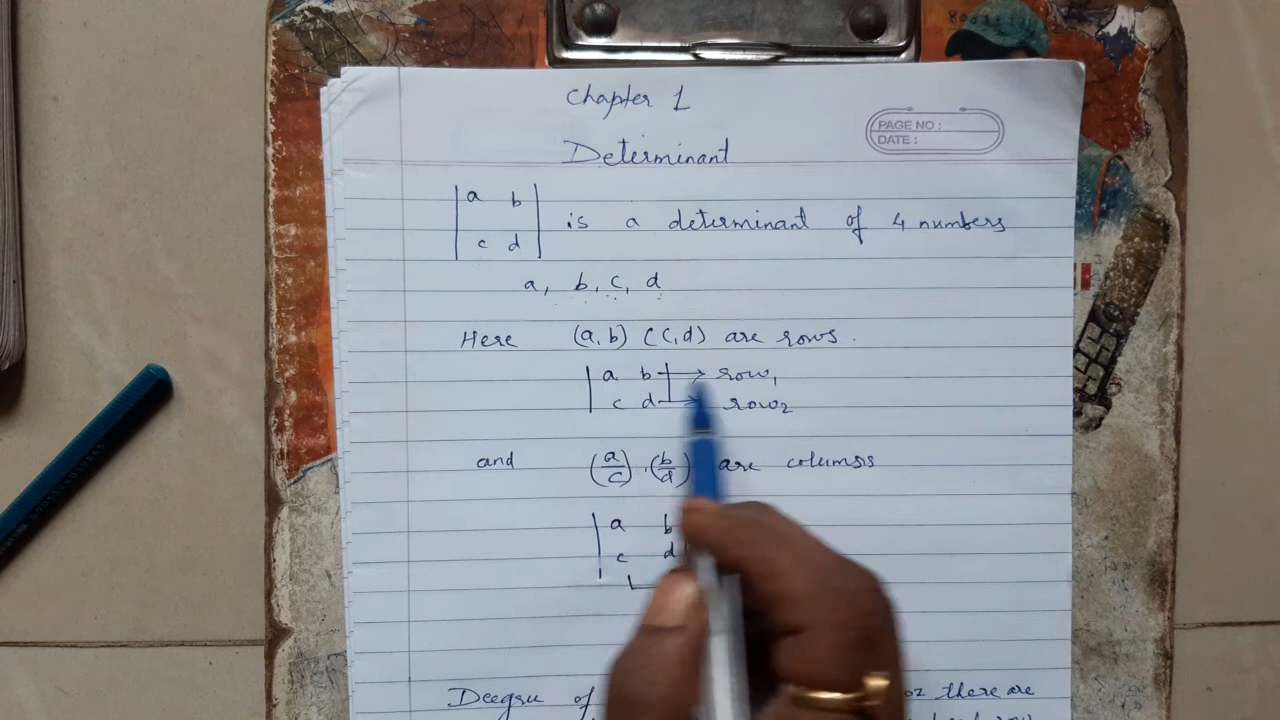 Chapter 1
PAGE NO :
DATE :
Determinant
a b
c d
is a determinant of 4 numbers
a, b, c, d
Here (a, b) (c, d) are rows.
a b → row1
c d → row2
and (a/c), (b/d) are columns
a b
c d
Deegre of
there are